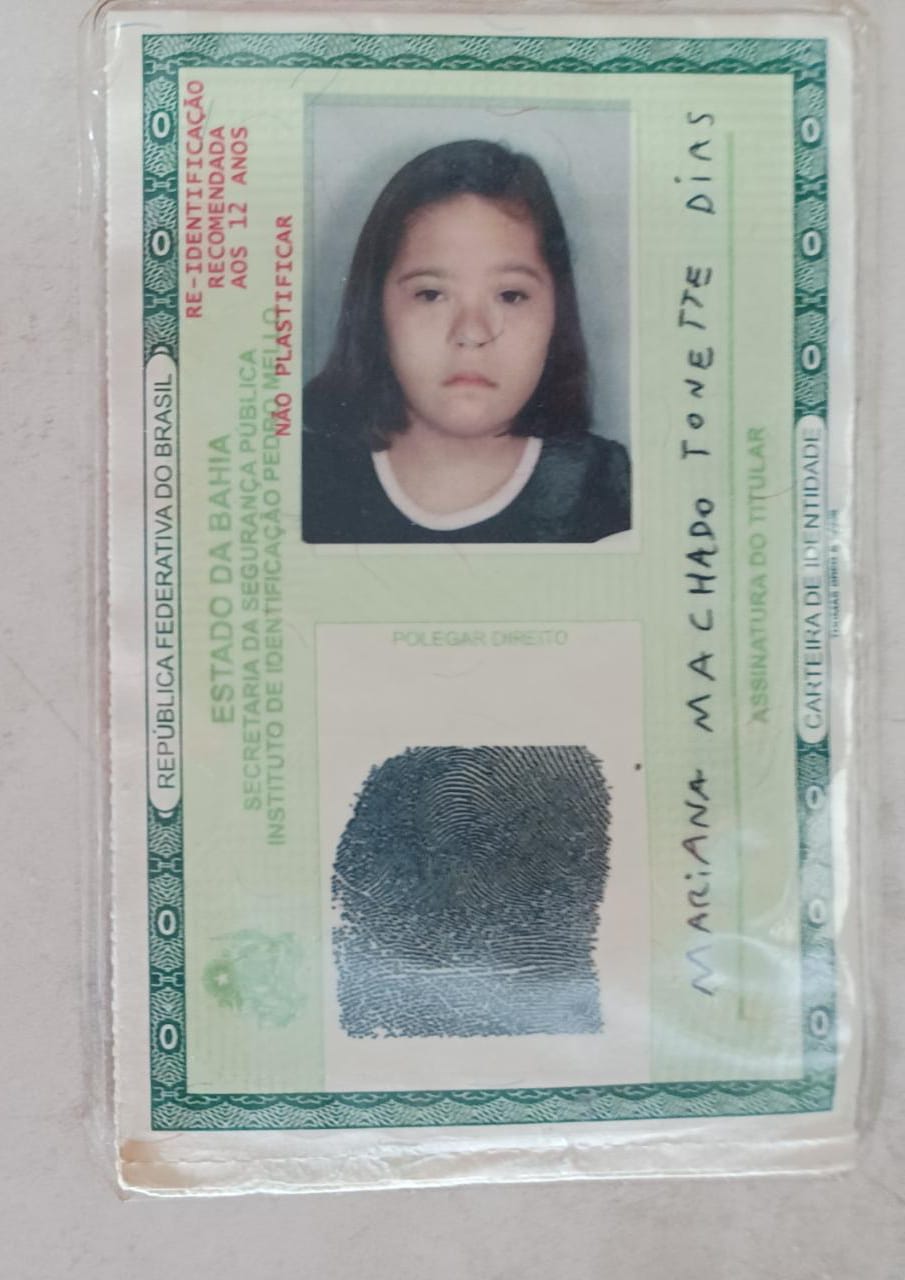 REPÚBLICA FEDERATIVA DO BRASIL
RE-IDENTIFICAÇÃO
RECOMENDADA
AOS 12 ANOS
ESTADO DA BAHIA
SECRETARIA DA SEGURANÇA PÚBLICA
INSTITUTO DE IDENTIFICAÇÃO PEDRO MELLO
NÃO PLASTIFICAR
POLEGAR DIREITO
MARIANA MACHADO TONETTE DIAS
ASSINATURA DO TITULAR
CARTEIRA DE IDENTIDADE